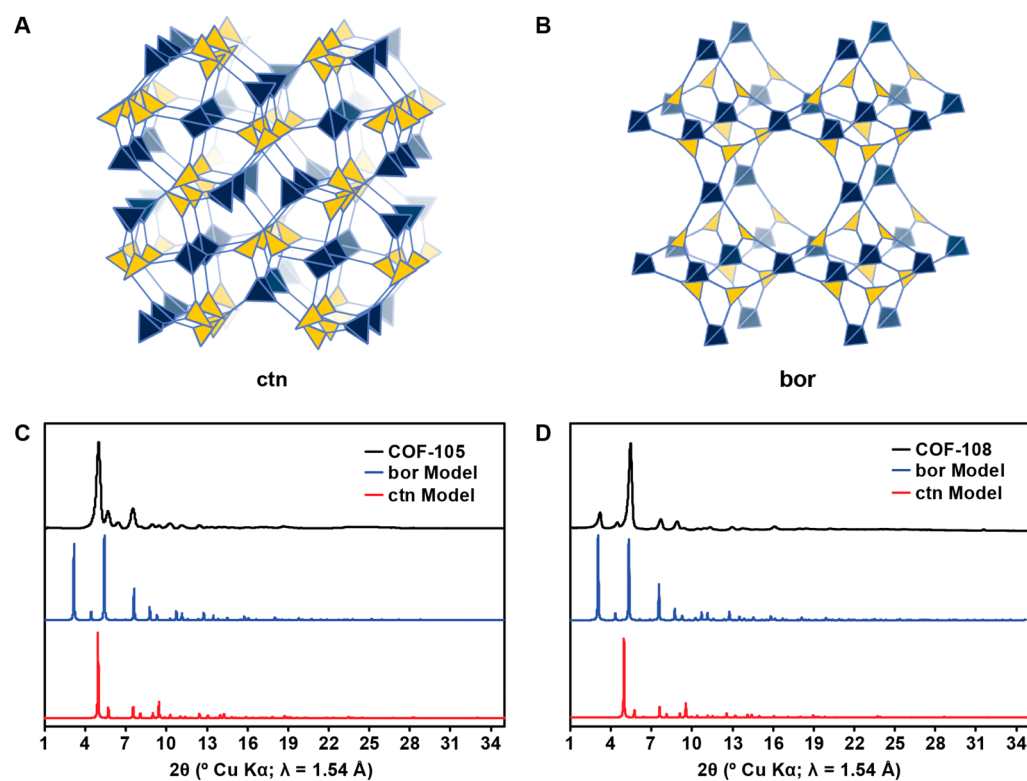 A
B
ctn
bor
C
COF-105
bor Model
ctn Model
1 4 7 10 13 16 19 22 25 28 31 34
2θ (º Cu Kα; λ = 1.54 Å)
D
COF-108
bor Model
ctn Model
1 4 7 10 13 16 19 22 25 28 31 34
2θ (º Cu Kα; λ = 1.54 Å)